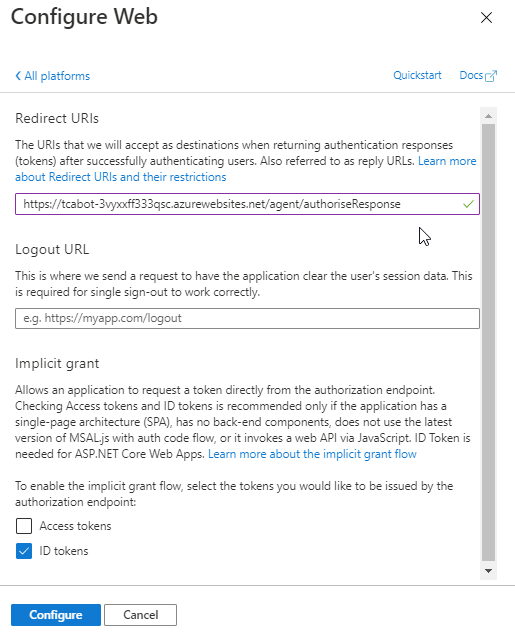 Configure Web
All platforms
Quickstart
Docs
Redirect URIs
The URIs that we will accept as destinations when returning authentication responses
(tokens) after successfully authenticating users. Also referred to as reply URLs. Learn more
about Redirect URIs and their restrictions
https://tcabot-3vyxxff333qsc.azurewebsites.net/agent/authoriseResponse
Logout URL
This is where we send a request to have the application clear the user's session data. This
is required for single sign-out to work correctly.
e.g. https://myapp.com/logout
Implicit grant
Allows an application to request a token directly from the authorization endpoint.
Checking Access tokens and ID tokens is recommended only if the application has a
single-page architecture (SPA), has no back-end components, does not use the latest
version of MSAL.js with auth code flow, or it invokes a web API via JavaScript. ID Token is
needed for ASP.NET Core Web Apps. Learn more about the implicit grant flow
To enable the implicit grant flow, select the tokens you would like to be issued by the
authorization endpoint:
Access tokens
ID tokens
Configure
Cancel